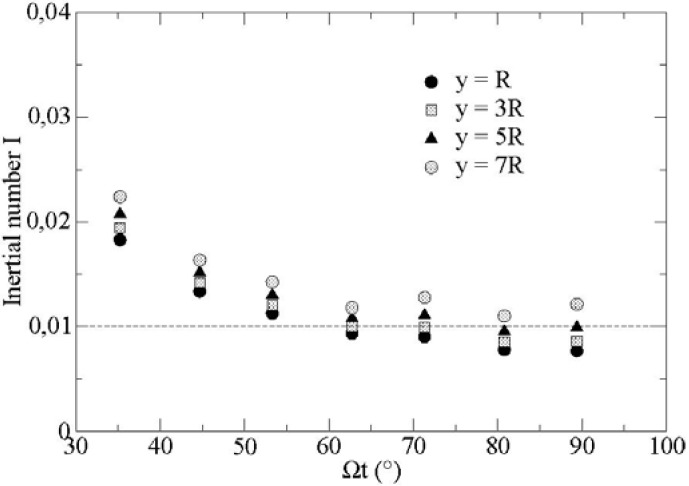 0,04
0,03
0,02
0,01
0
Inertial number I
y = R
y = 3R
y = 5R
y = 7R
30 40 50 60 70 80 90 100
Ωt (°)